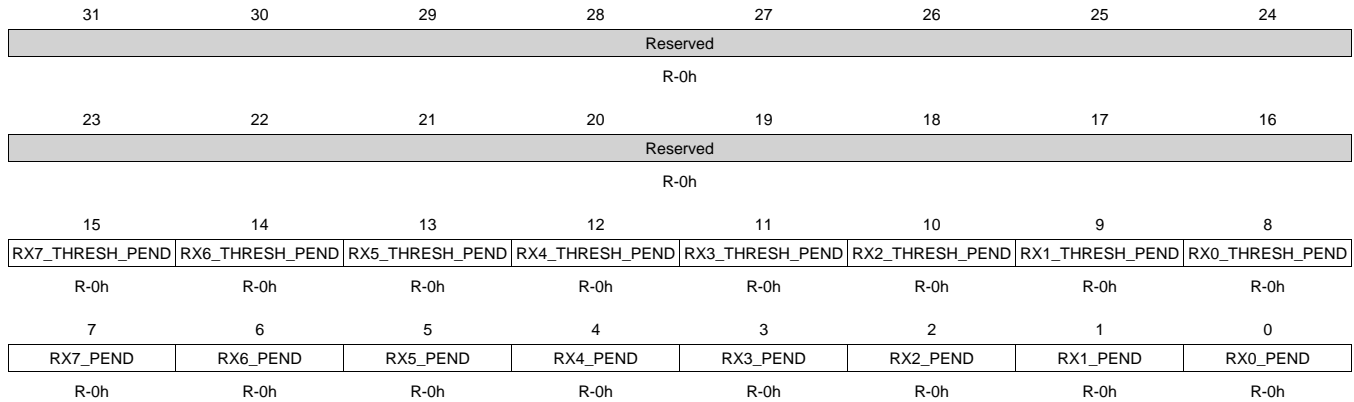 31 30 29 28 27 26 25 24
Reserved
R-0h
23 22 21 20 19 18 17 16
Reserved
R-0h
15 14 13 12 11 10 9 8
RX7_THRESH_PEND RX6_THRESH_PEND RX5_THRESH_PEND RX4_THRESH_PEND RX3_THRESH_PEND RX2_THRESH_PEND RX1_THRESH_PEND RX0_THRESH_PEND
R-0h R-0h R-0h R-0h R-0h R-0h R-0h R-0h
7 6 5 4 3 2 1 0
RX7_PEND RX6_PEND RX5_PEND RX4_PEND RX3_PEND RX2_PEND RX1_PEND RX0_PEND
R-0h R-0h R-0h R-0h R-0h R-0h R-0h R-0h